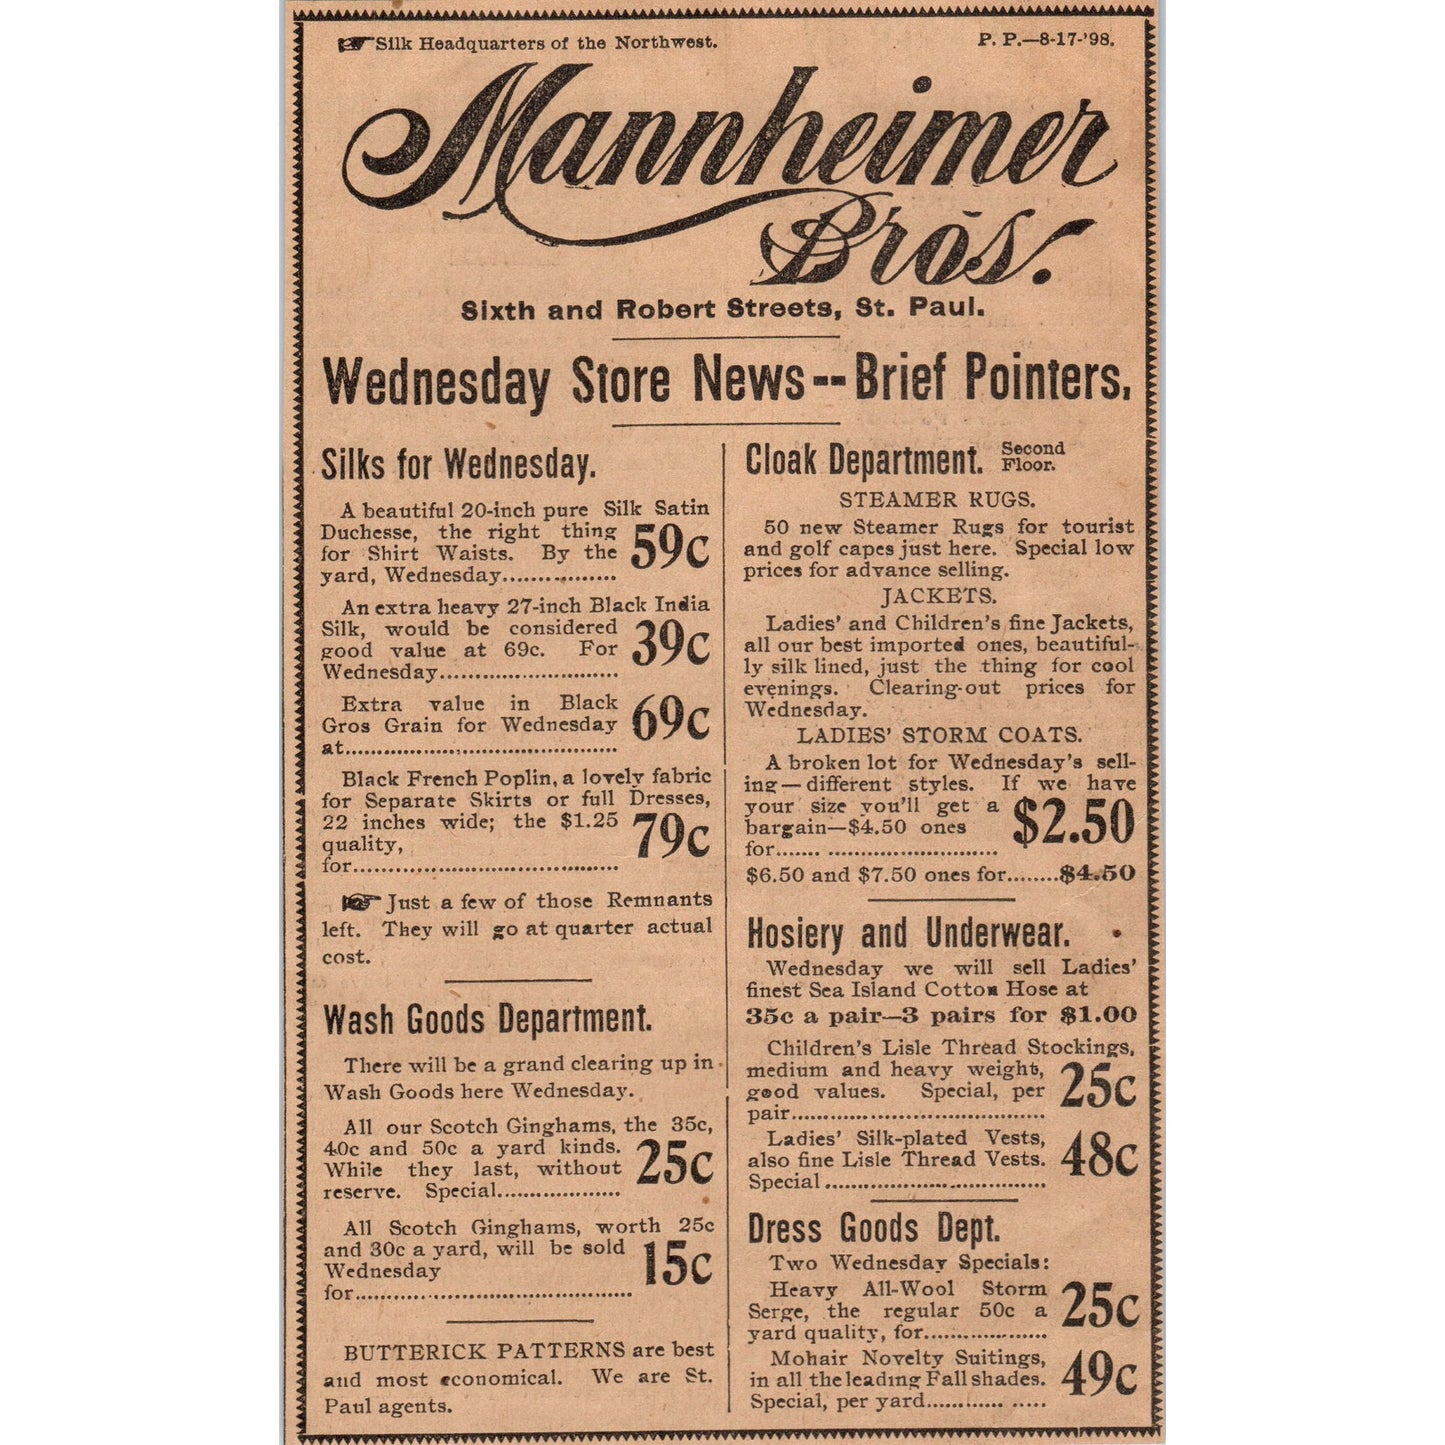 Silk Headquarters of the Northwest.
P. P.—8-17-'98.
Mannheimer
Bros.
Sixth and Robert Streets, St. Paul.
Wednesday Store News--Brief Pointers,
Silks for Wednesday.
A beautiful 20-inch pure Silk Satin
Duchesse, the right thing
for Shirt Waists. By the
yard, Wednesday................
59c
An extra heavy 27-inch Black India
Silk, would be considered
good value at 69c. For
Wednesday.........................
39c
Extra value in Black
Gros Grain for Wednesday
at.....................................
69c
Black French Poplin, a lovely fabric
for Separate Skirts or full Dresses,
22 inches wide; the $1.25
quality,
for....................................
79c
Just a few of those Remnants
left. They will go at quarter actual
cost.
Wash Goods Department.
There will be a grand clearing up in
Wash Goods here Wednesday.
All our Scotch Ginghams, the 35c,
40c and 50c a yard kinds.
While they last, without
reserve. Special.................
25c
All Scotch Ginghams, worth 25c
and 30c a yard, will be sold
Wednesday
for.....................................
15c
BUTTERICK PATTERNS are best
and most economical. We are St.
Paul agents.
Cloak Department. Second
Floor.
STEAMER RUGS.
50 new Steamer Rugs for tourist
and golf capes just here. Special low
prices for advance selling.
JACKETS.
Ladies' and Children's fine Jackets,
all our best imported ones, beautiful-
ly silk lined, just the thing for cool
evenings. Clearing-out prices for
Wednesday.
LADIES' STORM COATS.
A broken lot for Wednesday's sell-
ing—different styles. If we have
your size you'll get a
bargain—$4.50 ones
for...... .......................
$2.50
$6.50 and $7.50 ones for........$4.50
Hosiery and Underwear.
Wednesday we will sell Ladies'
finest Sea Island Cotton Hose at
35c a pair—3 pairs for $1.00
Children's Lisle Thread Stockings,
medium and heavy weight,
good values. Special, per
pair...................................
25c
Ladies' Silk-plated Vests,
also fine Lisle Thread Vests.
Special..............................
48c
Dress Goods Dept.
Two Wednesday Specials:
Heavy All-Wool Storm
Serge, the regular 50c a
yard quality, for..................
25c
Mohair Novelty Suitings,
in all the leading Fall shades.
Special, per yard............ .....
49c